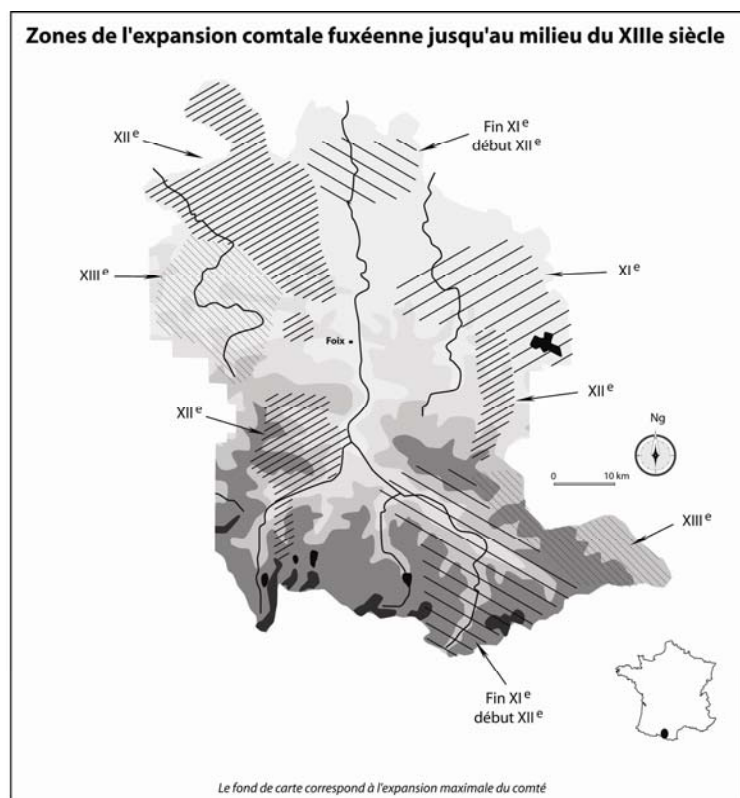 Zones de l'expansion comtale fuxéenne jusqu'au milieu du XIIIe siècle
XIIe
Fin XIe
début XIIe
XIIIe
XIe
Foix
XIIe
XIIe
Ng
0 10 km
XIIIe
Fin XIe
début XIIe
Le fond de carte correspond à l'expansion maximale du comté